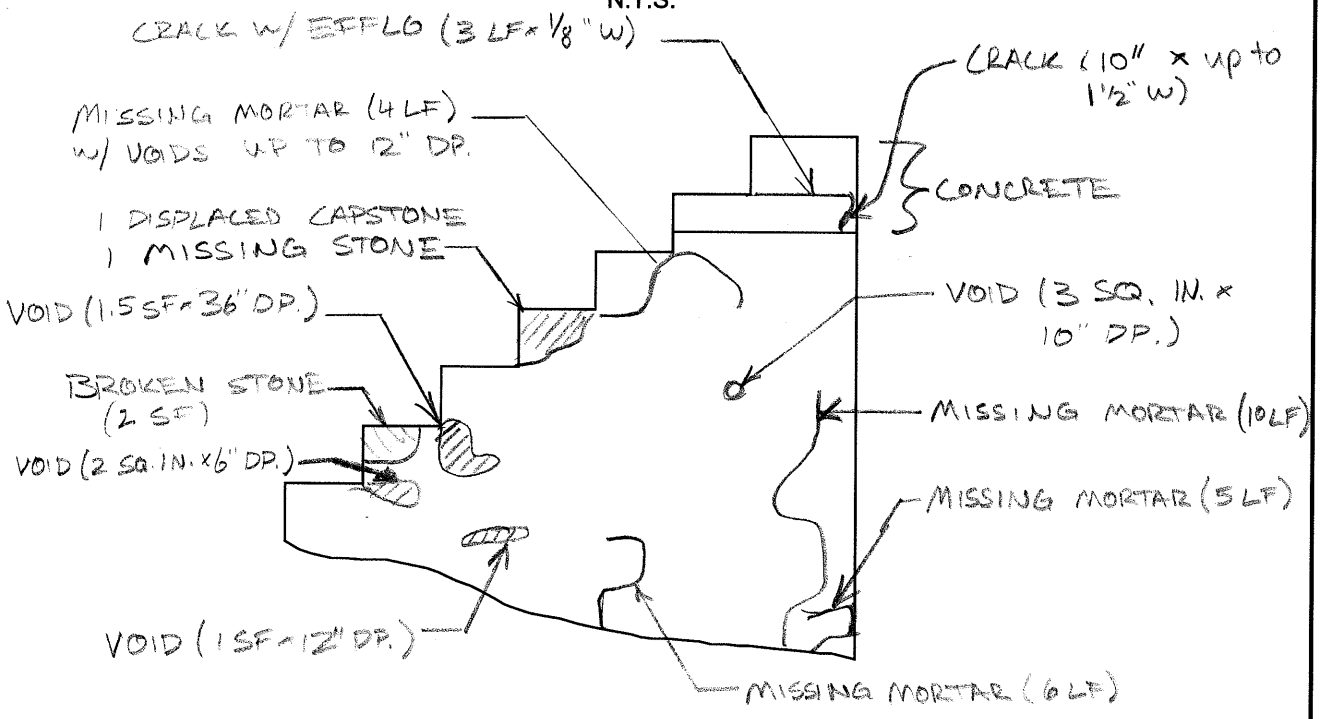 N.T.S.
CRACK W/ EFFLO (3 LF x 1/8" W)
CRACK (10" x up to
1 1/2" W)
MISSING MORTAR (4 LF)
W/ VOIDS UP TO 12" DP.
CONCRETE
1 DISPLACED CAPSTONE
1 MISSING STONE
VOID (1.5 SF x 36" DP.)
VOID (3 SQ. IN. x
10" DP.)
BROKEN STONE
(2 SF)
MISSING MORTAR (10 LF)
VOID (2 SQ. IN. x 6" DP.)
MISSING MORTAR (5 LF)
VOID (1 SF x 12" DP.)
MISSING MORTAR (6 LF)